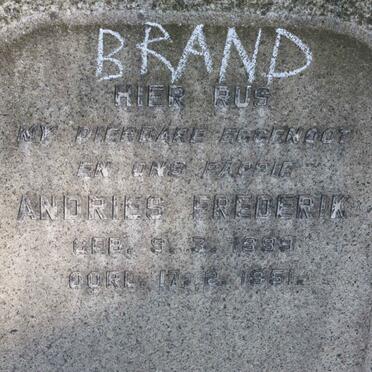 BRAND
HIER RUS
MY DIERBARE EGGENOOT
EN ONS PAPPIE
ANDRIES FREDERIK
GEB. 9. 3. 1889
OORL. 17. 2. 1951.